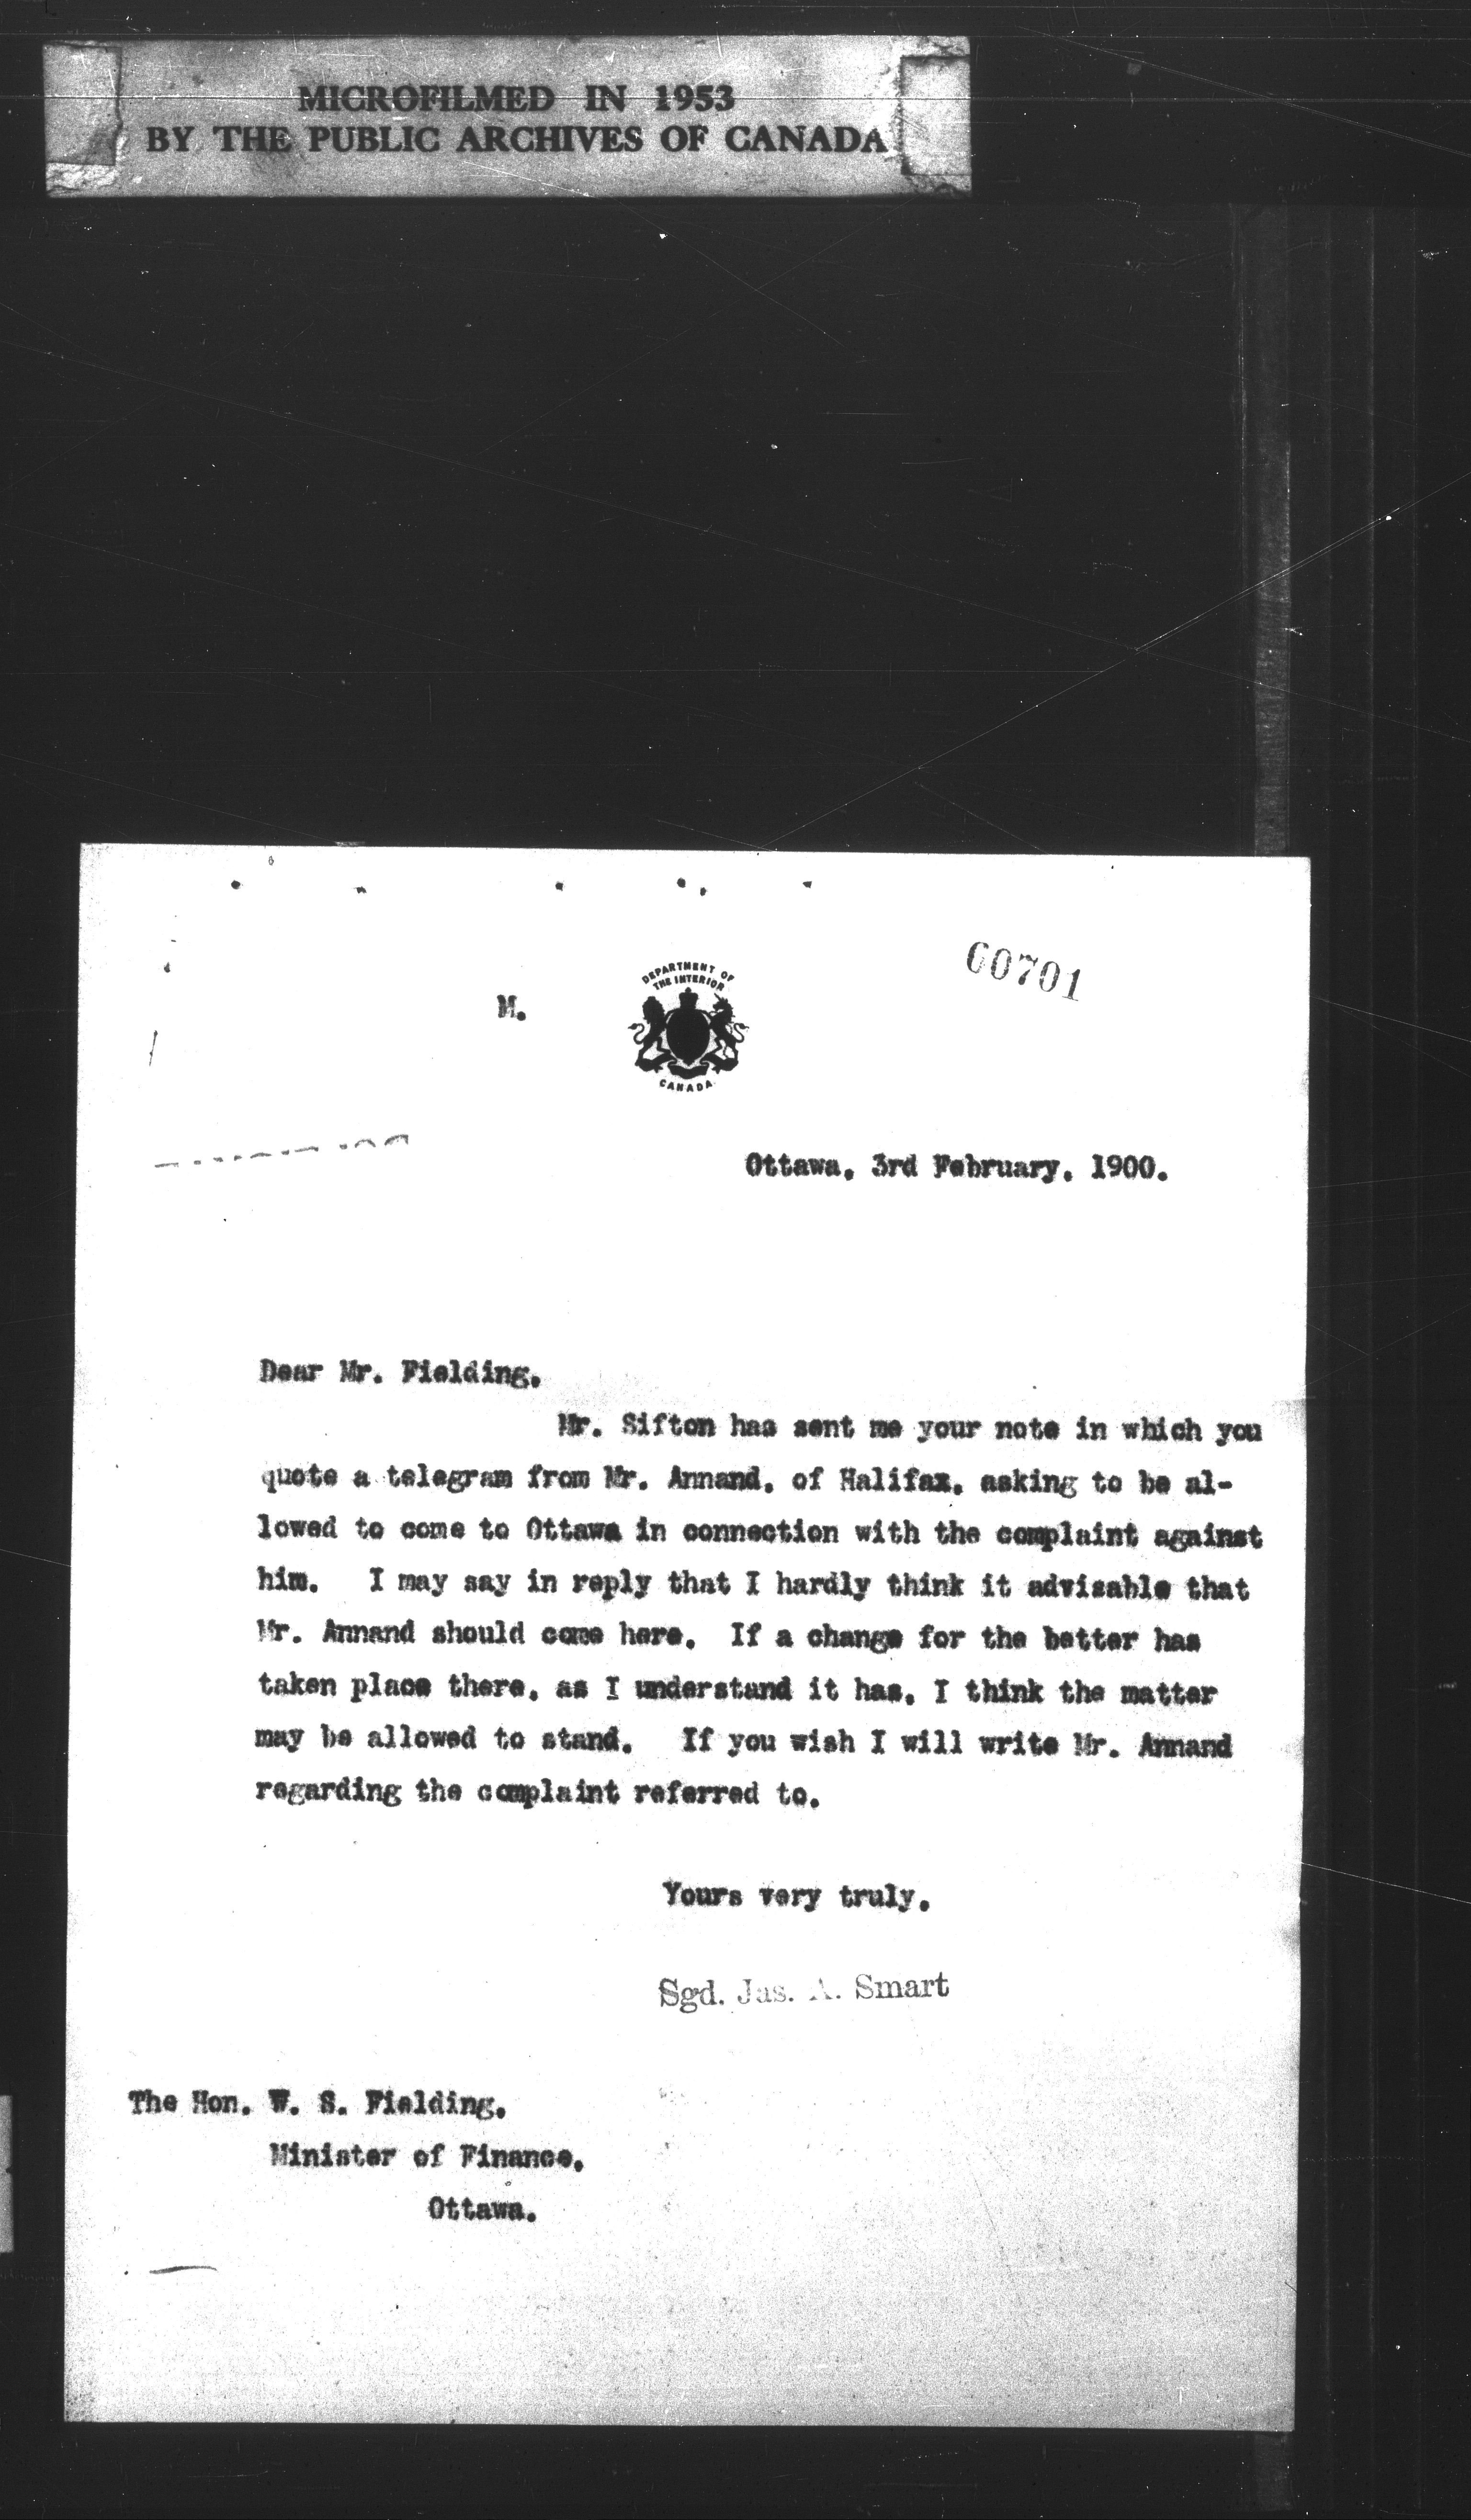 MICROFILMED IN 1953
BY THE PUBLIC ARCHIVES OF CANADA
60701
DEPARTMENT OF
THE INTERIOR
M.
CANADA
Ottawa, 3rd February, 1900.
Dear Mr. Fielding,
Mr. Sifton has sent me your note in which you
quote a telegram from Mr. Annand, of Halifax, asking to be al-
lowed to come to Ottawa in connection with the complaint against
him. I may say in reply that I hardly think it advisable that
Mr. Annand should come here. If a change for the better has
taken place there, as I understand it has, I think the matter
may be allowed to stand. If you wish I will write Mr. Annand
regarding the complaint referred to.
Yours very truly,
Sgd. Jas. A. Smart
The Hon. W. S. Fielding,
Minister of Finance,
Ottawa.